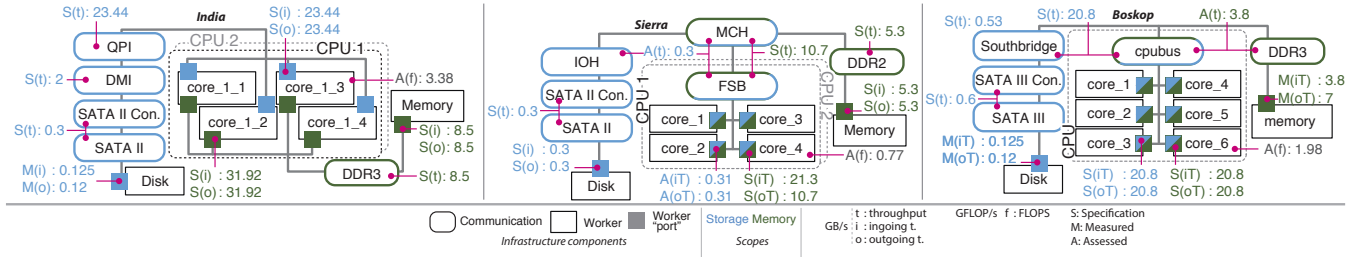 India
S(t) : 23.44
S(i) : 23.44
S(o): 23.44
QPI
CPU 2
CPU 1
S(t): 2
DMI
core_1_1
core_1_3
A(f): 3.38
SATA II Con.
Memory
core_1_2
core_1_4
S(t): 0.3
SATA II
S(i) : 8.5
S(o): 8.5
M(i) : 0.125
M(o): 0.12
Disk
S(i) : 31.92
S(o): 31.92
DDR3
S(t): 8.5
Sierra
MCH
S(t): 5.3
A(t): 0.3
S(t): 10.7
IOH
DDR2
CPU 1
CPU 2
FSB
SATA II Con.
S(i) : 5.3
S(o): 5.3
S(t): 0.3
core_1
core_3
SATA II
Memory
core_2
core_4
S(i) : 0.3
S(o): 0.3
A(f): 0.77
Disk
A(iT) : 0.31
A(oT): 0.31
S(iT) : 21.3
S(oT): 10.7
Boskop
S(t): 0.53
S(t): 20.8
A(t): 3.8
Southbridge
cpubus
DDR3
SATA III Con.
core_1
core_4
M(iT): 3.8
M(oT): 7
S(t): 0.6
SATA III
core_2
core_5
memory
CPU
M(iT): 0.125
M(oT): 0.12
core_3
core_6
A(f): 1.98
Disk
S(iT) : 20.8
S(oT): 20.8
S(iT) : 20.8
S(oT): 20.8
Communication
Worker
Worker
"port"
Infrastructure components
Storage Memory
Scopes
GB/s
t : throughput
i : ingoing t.
o : outgoing t.
GFLOP/s f : FLOPS
S: Specification
M: Measured
A: Assessed